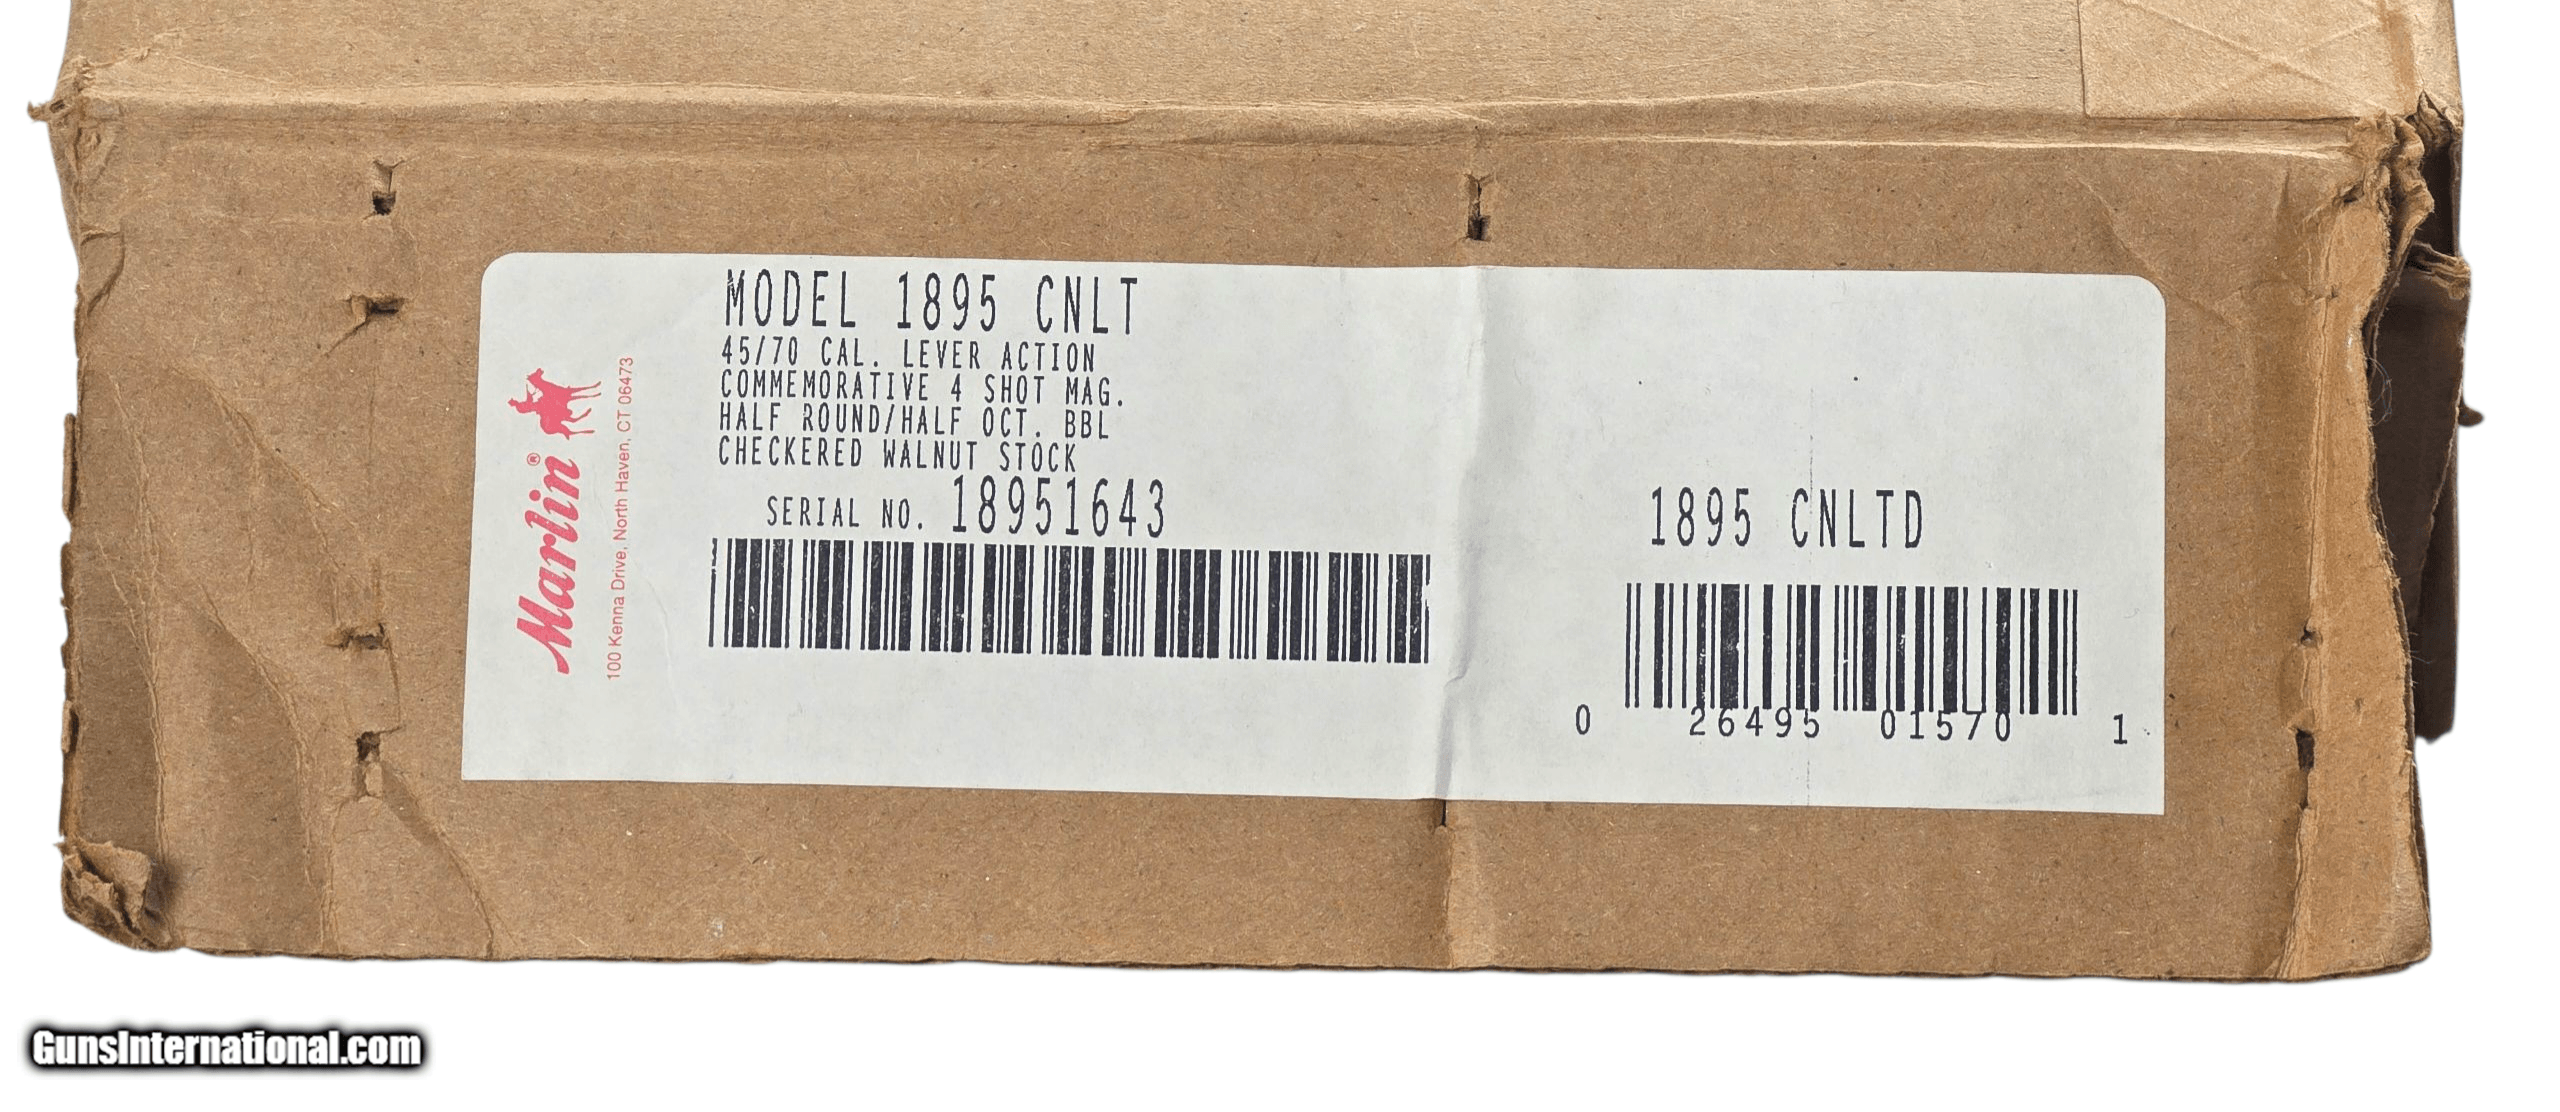 MODEL 1895 CNLT
45/70 CAL. LEVER ACTION
COMMEMORATIVE 4 SHOT MAG.
HALF ROUND/HALF OCT. BBL
CHECKERED WALNUT STOCK
SERIAL NO. 18951643
Marlin®
100 Kenna Drive, North Haven, CT 06473
1895 CNLTD
0 26495 01570 1
GunsInternational.com